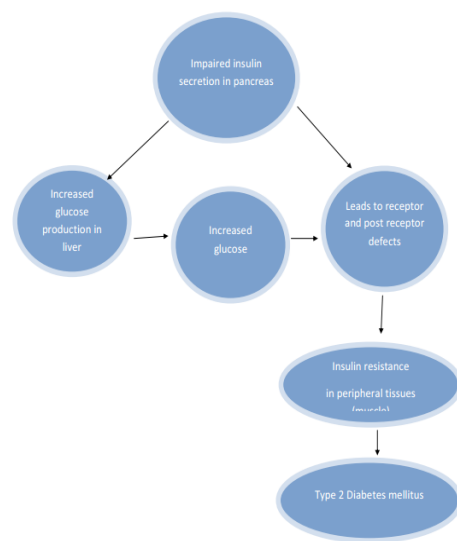 Impaired insulin
secretion in pancreas
Increased
glucose
production in
liver
Increased
glucose
Leads to receptor
and post receptor
defects
Insulin resistance
in peripheral tissues
(muscle)
Type 2 Diabetes mellitus